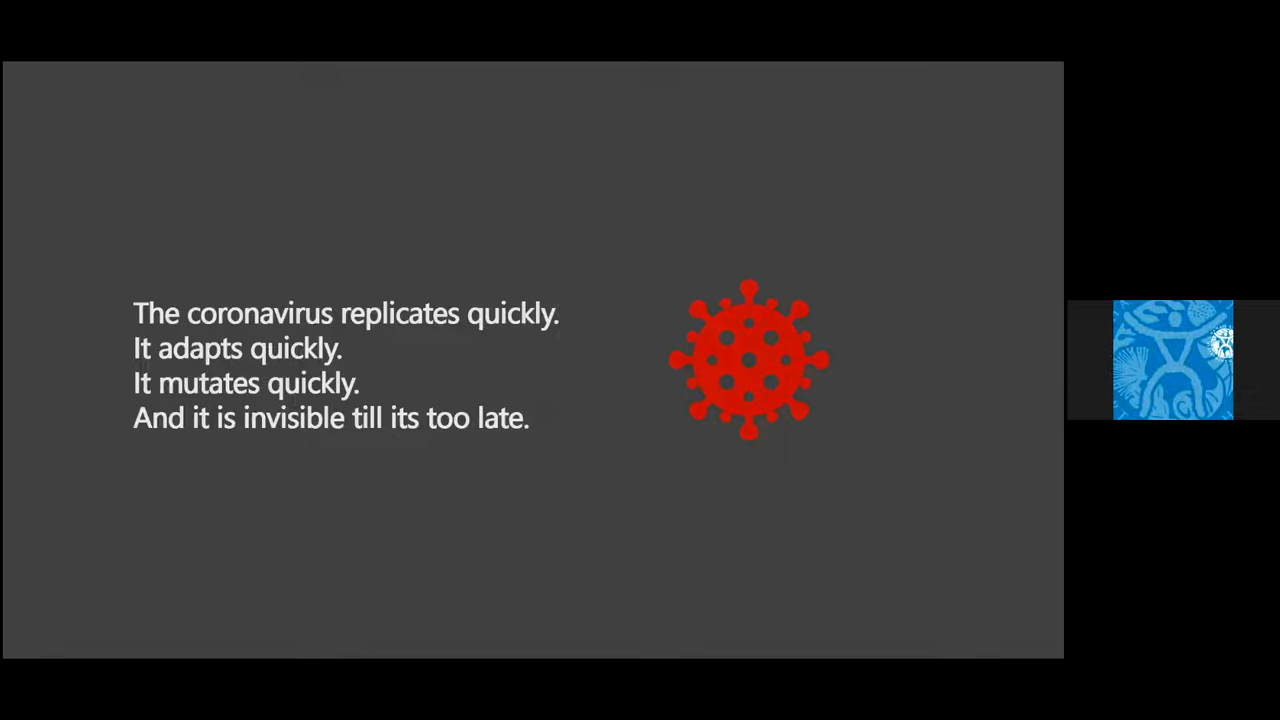 The coronavirus replicates quickly.
It adapts quickly.
It mutates quickly.
And it is invisible till its too late.